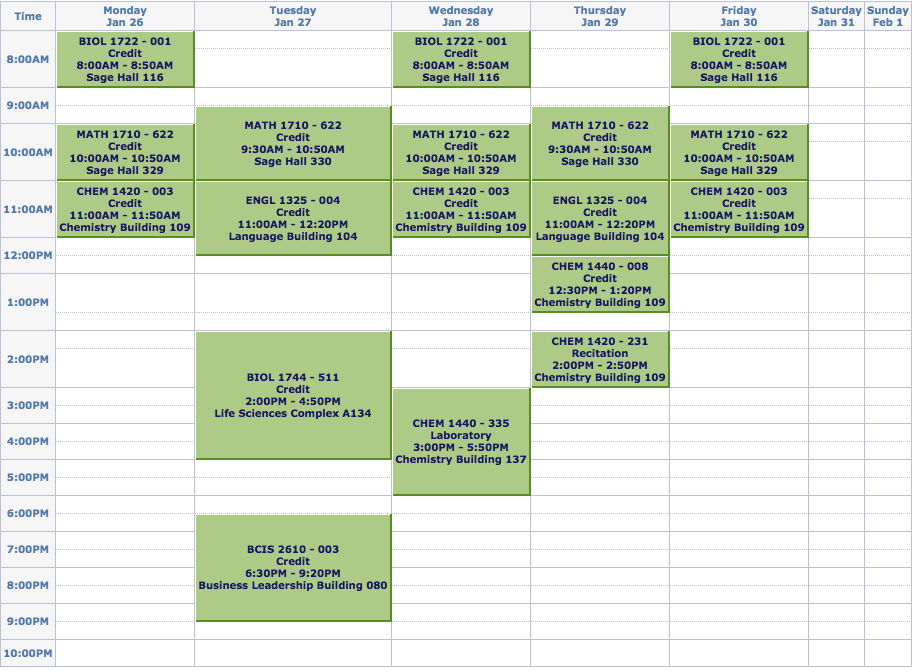 Time
Monday
Jan 26
Tuesday
Jan 27
Wednesday
Jan 28
Thursday
Jan 29
Friday
Jan 30
Saturday
Jan 31
Sunday
Feb 1
8:00AM
BIOL 1722 - 001
Credit
8:00AM - 8:50AM
Sage Hall 116
BIOL 1722 - 001
Credit
8:00AM - 8:50AM
Sage Hall 116
BIOL 1722 - 001
Credit
8:00AM - 8:50AM
Sage Hall 116
9:00AM
MATH 1710 - 622
Credit
9:30AM - 10:50AM
Sage Hall 330
MATH 1710 - 622
Credit
9:30AM - 10:50AM
Sage Hall 330
10:00AM
MATH 1710 - 622
Credit
10:00AM - 10:50AM
Sage Hall 329
MATH 1710 - 622
Credit
10:00AM - 10:50AM
Sage Hall 329
MATH 1710 - 622
Credit
10:00AM - 10:50AM
Sage Hall 329
11:00AM
CHEM 1420 - 003
Credit
11:00AM - 11:50AM
Chemistry Building 109
ENGL 1325 - 004
Credit
11:00AM - 12:20PM
Language Building 104
CHEM 1420 - 003
Credit
11:00AM - 11:50AM
Chemistry Building 109
ENGL 1325 - 004
Credit
11:00AM - 12:20PM
Language Building 104
CHEM 1420 - 003
Credit
11:00AM - 11:50AM
Chemistry Building 109
12:00PM
CHEM 1440 - 008
Credit
12:30PM - 1:20PM
Chemistry Building 109
1:00PM
2:00PM
BIOL 1744 - 511
Credit
2:00PM - 4:50PM
Life Sciences Complex A134
CHEM 1420 - 231
Recitation
2:00PM - 2:50PM
Chemistry Building 109
3:00PM
CHEM 1440 - 335
Laboratory
3:00PM - 5:50PM
Chemistry Building 137
4:00PM
5:00PM
6:00PM
BCIS 2610 - 003
Credit
6:30PM - 9:20PM
Business Leadership Building 080
7:00PM
8:00PM
9:00PM
10:00PM